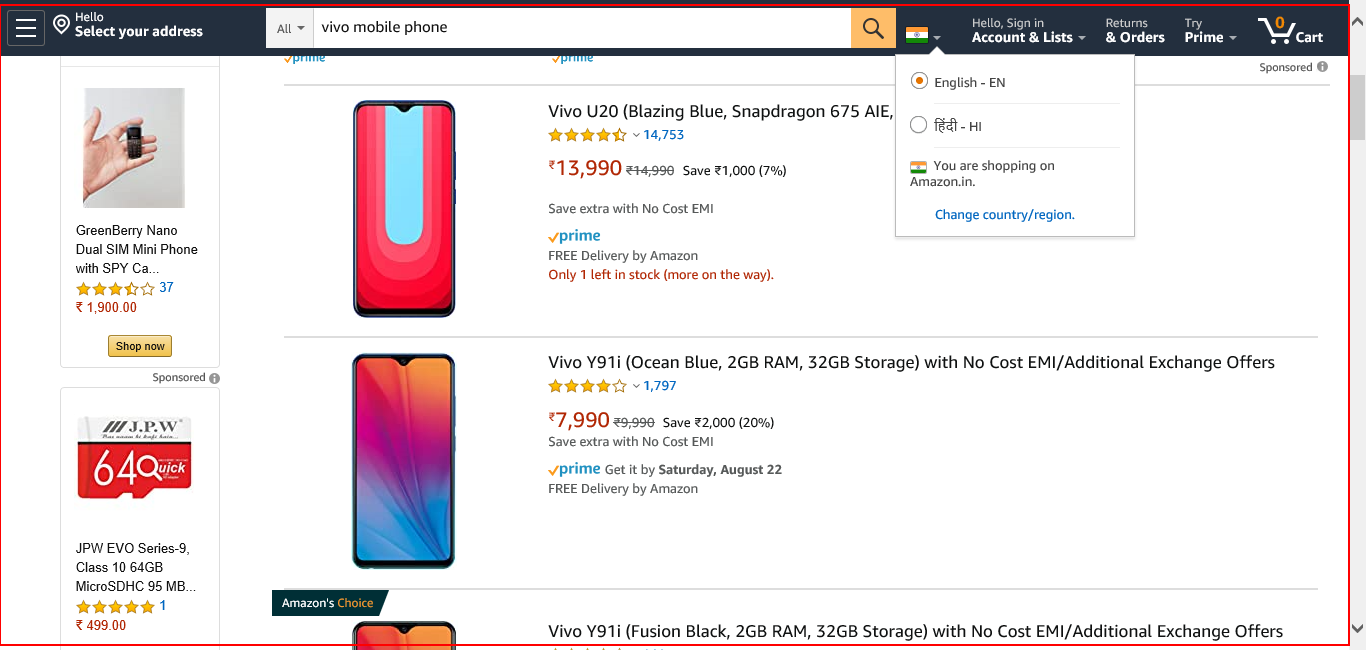 Hello
Select your address
All
vivo mobile phone
Hello, Sign in
Account & Lists
Returns
& Orders
Try
Prime
0
Cart
prime
prime
Sponsored
English - EN
हिंदी - HI
You are shopping on
Amazon.in.
Change country/region.
GreenBerry Nano
Dual SIM Mini Phone
with SPY Ca...
37
₹ 1,900.00
Shop now
Sponsored
J.P.W
64
Quick
JPW EVO Series-9,
Class 10 64GB
MicroSDHC 95 MB...
1
₹ 499.00
Vivo U20 (Blazing Blue, Snapdragon 675 AIE,
14,753
₹13,990 ₹14,990 Save ₹1,000 (7%)
Save extra with No Cost EMI
prime
FREE Delivery by Amazon
Only 1 left in stock (more on the way).
Vivo Y91i (Ocean Blue, 2GB RAM, 32GB Storage) with No Cost EMI/Additional Exchange Offers
1,797
₹7,990 ₹9,990 Save ₹2,000 (20%)
Save extra with No Cost EMI
prime Get it by Saturday, August 22
FREE Delivery by Amazon
Amazon's Choice
Vivo Y91i (Fusion Black, 2GB RAM, 32GB Storage) with No Cost EMI/Additional Exchange Offers